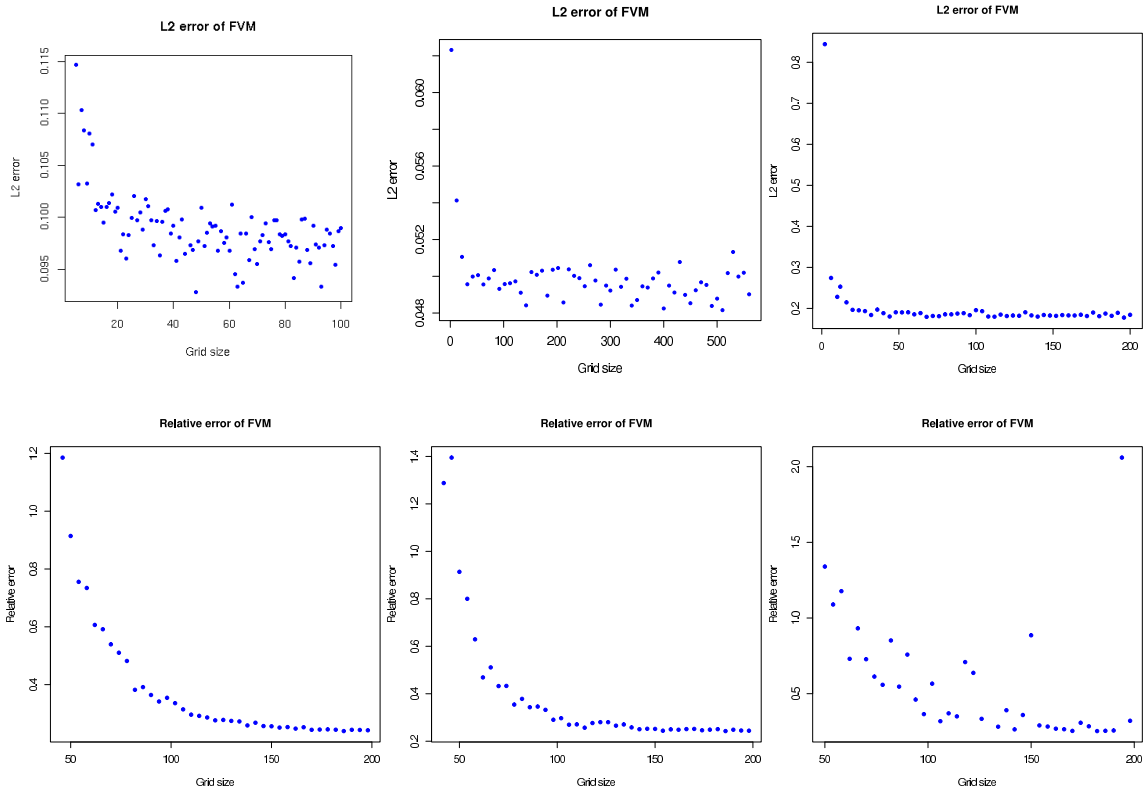 L2 error of FVM
L2 error
0.095 0.100 0.105 0.110 0.115
20 40 60 80 100
Grid size
L2 error of FVM
L2 error
0.048 0.052 0.056 0.060
0 100 200 300 400 500
Grid size
L2 error of FVM
L2 error
0.2 0.3 0.4 0.5 0.6 0.7 0.8
0 50 100 150 200
Grid size
Relative error of FVM
Relative error
0.4 0.6 0.8 1.0 1.2
50 100 150 200
Grid size
Relative error of FVM
Relative error
0.2 0.4 0.6 0.8 1.0 1.2 1.4
50 100 150 200
Grid size
Relative error of FVM
Relative error
0.5 1.0 1.5 2.0
50 100 150 200
Grid size